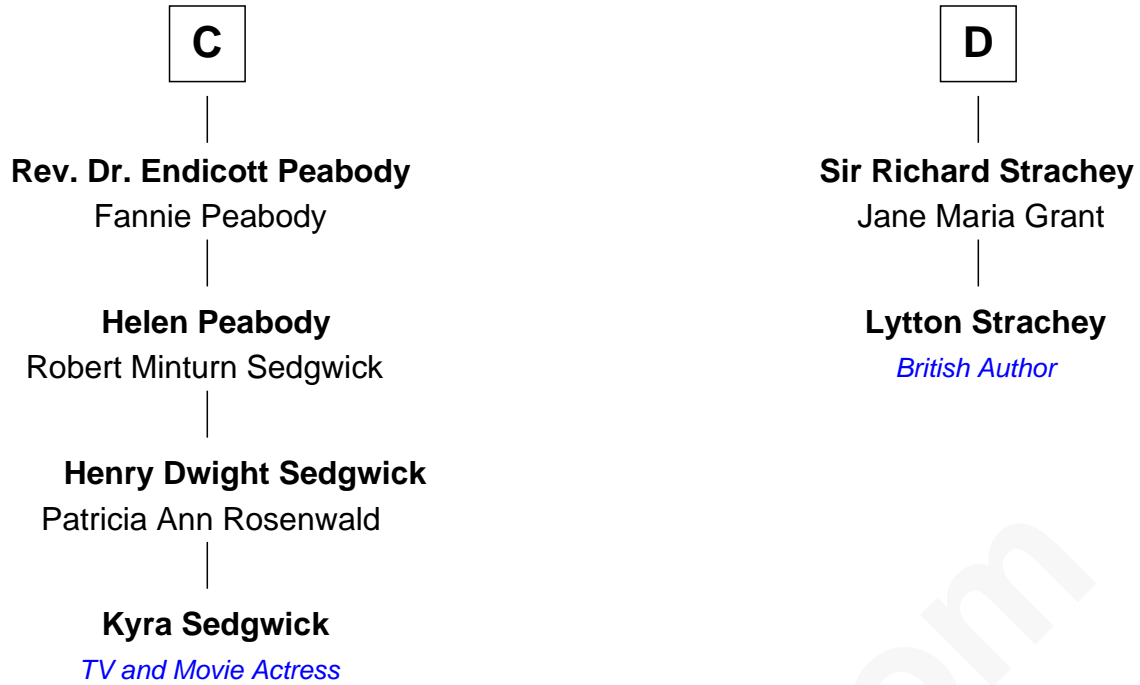 C
Rev. Dr. Endicott Peabody
Fannie Peabody
Helen Peabody
Robert Minturn Sedgwick
Henry Dwight Sedgwick
Patricia Ann Rosenwald
Kyra Sedgwick
TV and Movie Actress
D
Sir Richard Strachey
Jane Maria Grant
Lytton Strachey
British Author
om